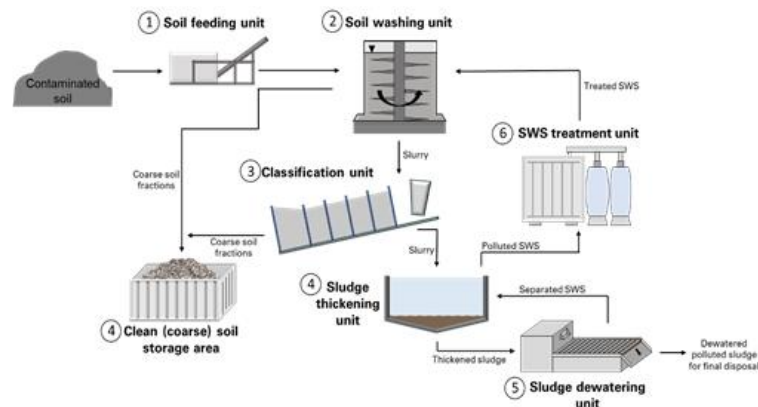 1 Soil feeding unit
2 Soil washing unit
Contaminated
soil
Treated SWS
6 SWS treatment unit
Slurry
3 Classification unit
Coarse soil
fractions
Coarse soil
fractions
Slurry
Polluted SWS
4 Sludge
thickening
unit
Separated SWS
4 Clean (coarse) soil
storage area
Thickened sludge
Dewatered
polluted sludge
for final disposal
5 Sludge dewatering
unit